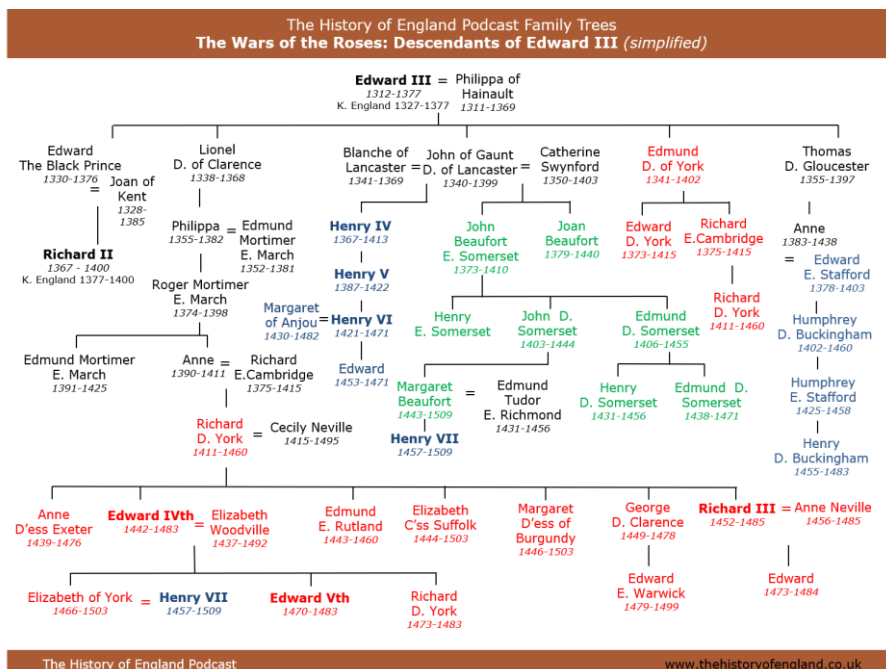 The History of England Podcast Family Trees
The Wars of the Roses: Descendants of Edward III (simplified)
Edward III = Philippa of
1312-1377 Hainault
K. England 1327-1377 1311-1369
Edward
The Black Prince
1330-1376
= Joan of
Kent
1328-
1385
Lionel
D. of Clarence
1338-1368
Blanche of =
Lancaster
1341-1369
John of Gaunt
D. of Lancaster
1340-1399
=
Catherine
Swynford
1350-1403
Edmund
D. of York
1341-1402
Thomas
D. Gloucester
1355-1397
Richard II
1367 - 1400
K. England 1377-1400
Philippa =
1355-1382
Edmund
Mortimer
E. March
1352-1381
Henry IV
1367-1413
John
Beaufort
E. Somerset
1373-1410
Joan
Beaufort
1379-1440
Edward
D. York
1373-1415
Richard
E.Cambridge
1375-1415
Anne
1383-1438
= Edward
E. Stafford
1378-1403
Roger Mortimer
E. March
1374-1398
Henry V
1387-1422
Margaret
of Anjou =
1430-1482
Henry VI
1421-1471
Henry
E. Somerset
John D.
Somerset
1403-1444
Edmund
D. Somerset
1406-1455
Richard
D. York
1411-1460
Humphrey
D. Buckingham
1402-1460
Edmund Mortimer
E. March
1391-1425
Anne =
1390-1411
Richard
E.Cambridge
1375-1415
Edward
1453-1471
Margaret
Beaufort
1443-1509
=
Edmund
Tudor
E. Richmond
1431-1456
Henry
D. Somerset
1431-1456
Edmund D.
Somerset
1438-1471
Humphrey
E. Stafford
1425-1458
Richard
D. York
1411-1460
= Cecily Neville
1415-1495
Henry VII
1457-1509
Henry
D. Buckingham
1455-1483
Anne
D'ess Exeter
1439-1476
Edward IVth
1442-1483
= Elizabeth
Woodville
1437-1492
Edmund
E. Rutland
1443-1460
Elizabeth
C'ss Suffolk
1444-1503
Margaret
D'ess of
Burgundy
1446-1503
George
D. Clarence
1449-1478
Richard III = Anne Neville
1452-1485 1456-1485
Elizabeth of York =
1466-1503
Henry VII
1457-1509
Edward Vth
1470-1483
Richard
D. York
1473-1483
Edward
E. Warwick
1479-1499
Edward
1473-1484
The History of England Podcast
www.thehistoryofengland.co.uk